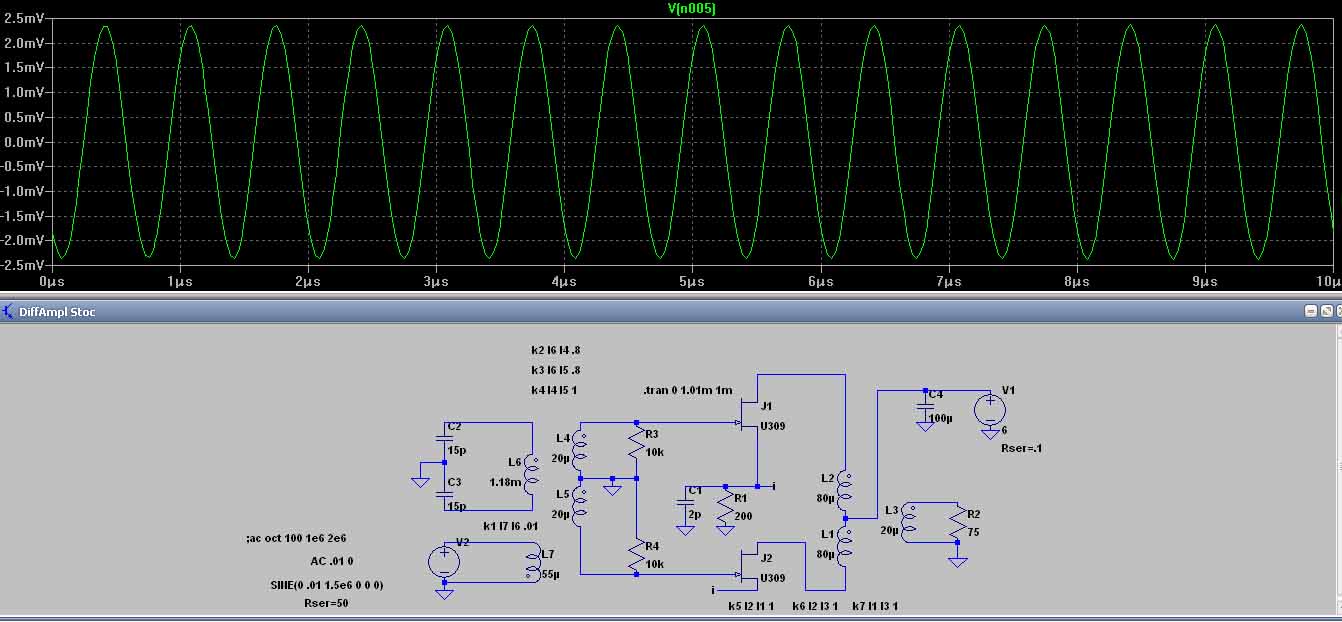 V(n005)
2.5mV
2.0mV
1.5mV
1.0mV
0.5mV
0.0mV
-0.5mV
-1.0mV
-1.5mV
-2.0mV
-2.5mV
0µs 1µs 2µs 3µs 4µs 5µs 6µs 7µs 8µs 9µs 10µ
DiffAmpl Stoc
k2 l6 l4 .8
k3 l6 l5 .8
k4 l4 l5 1
.tran 0 1.01m 1m
J1
U309
C4
100µ
V1
6
Rser=.1
C2
15p
L6
1.18m
C3
15p
L4
20µ
R3
10k
L5
20µ
C1
2p
R1
200
i
L2
80µ
L1
80µ
L3
20µ
R2
75
k1 l7 l6 .01
;ac oct 100 1e6 2e6
AC .01 0
SINE(0 .01 1.5e6 0 0 0)
Rser=50
V2
L7
55µ
R4
10k
J2
U309
i
k5 l2 l1 1 k6 l2 l3 1 k7 l1 l3 1